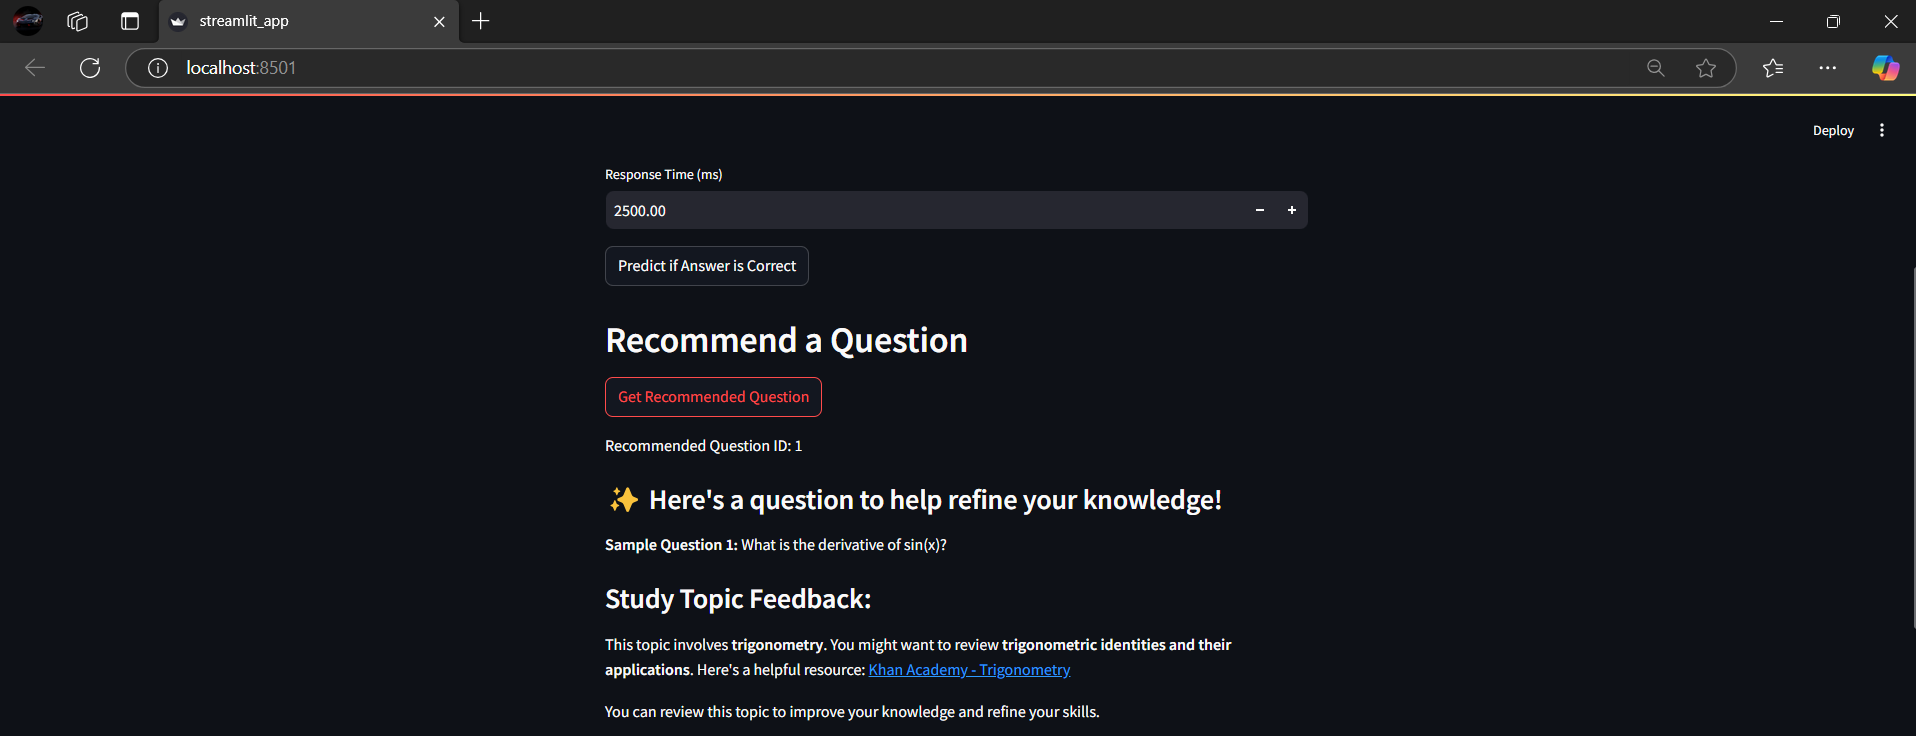 streamlit_app
localhost:8501
Deploy
Response Time (ms)
2500.00
Predict if Answer is Correct
Recommend a Question
Get Recommended Question
Recommended Question ID: 1
✨ Here's a question to help refine your knowledge!
Sample Question 1: What is the derivative of sin(x)?
Study Topic Feedback:
This topic involves trigonometry. You might want to review trigonometric identities and their
applications. Here's a helpful resource: Khan Academy - Trigonometry
You can review this topic to improve your knowledge and refine your skills.